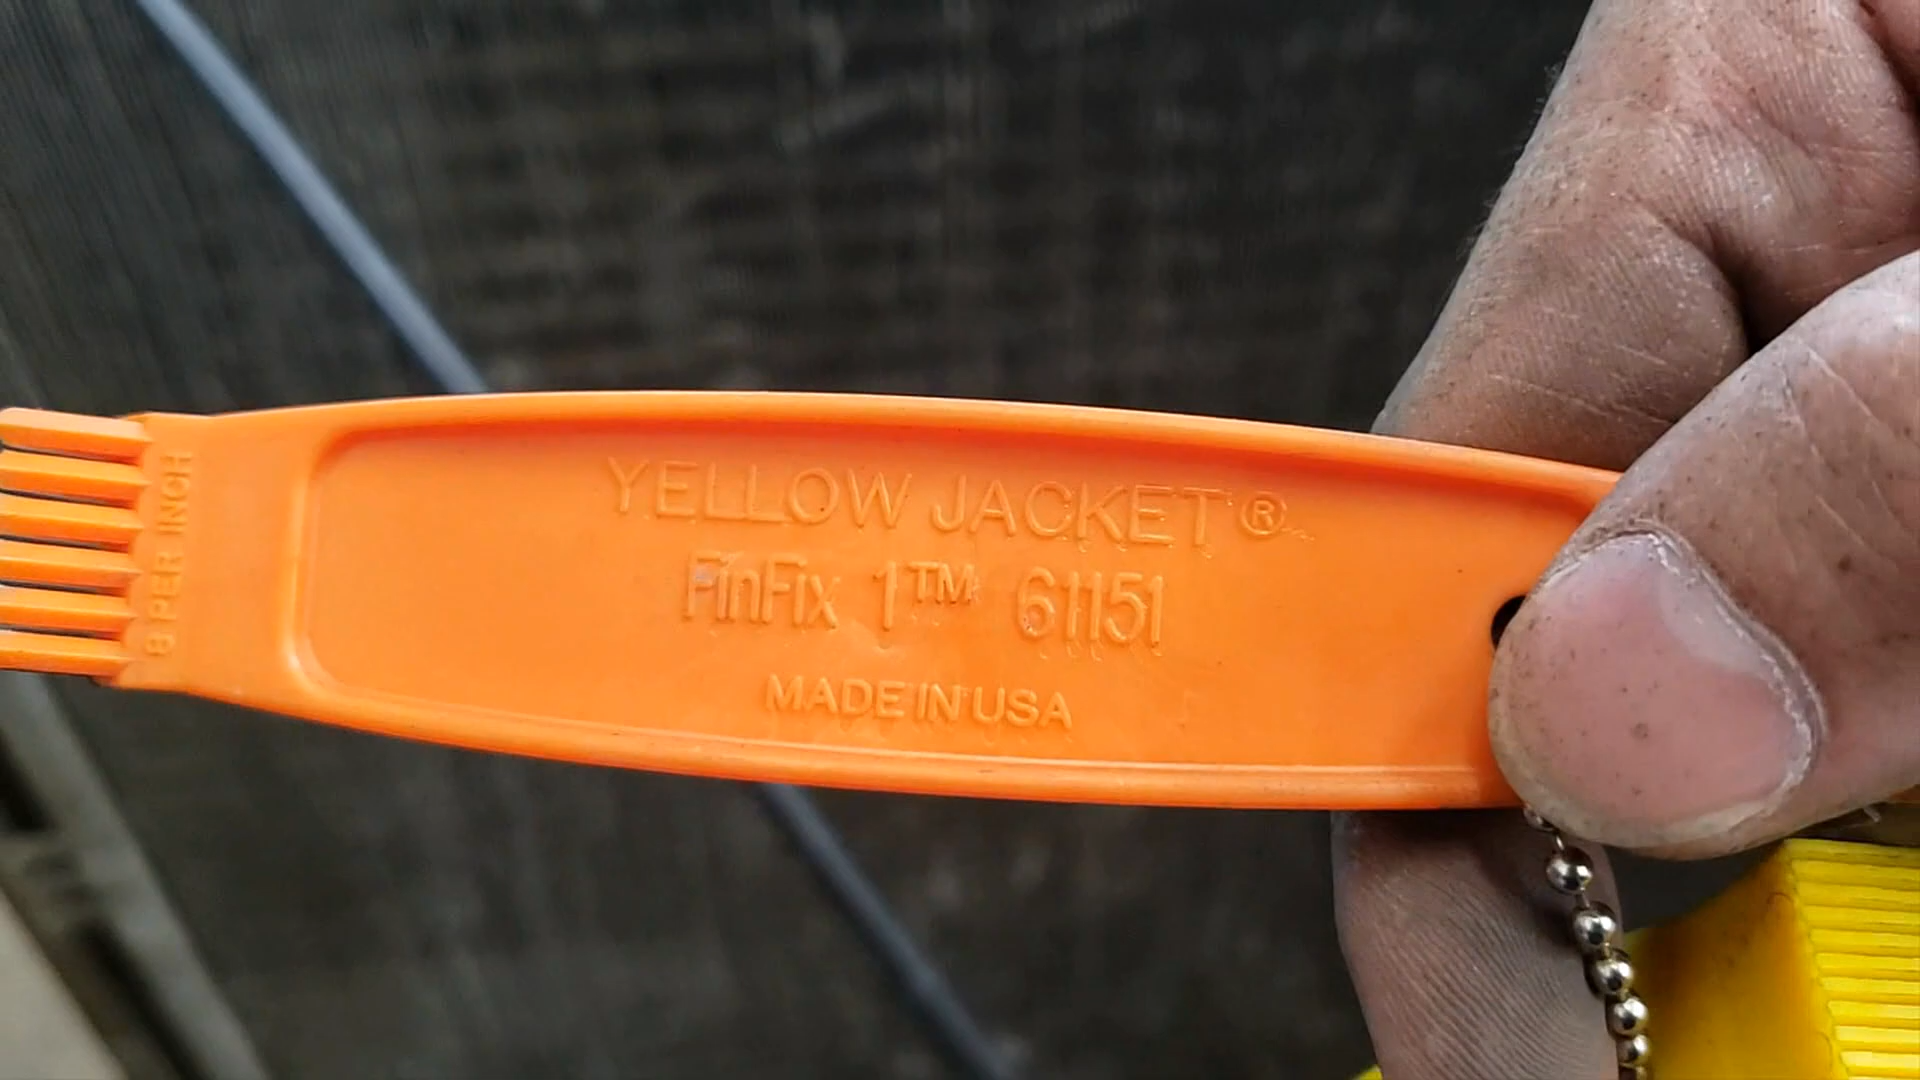 YELLOW JACKET®
FinFix 1™ 61151
MADE IN USA
8 PER INCH